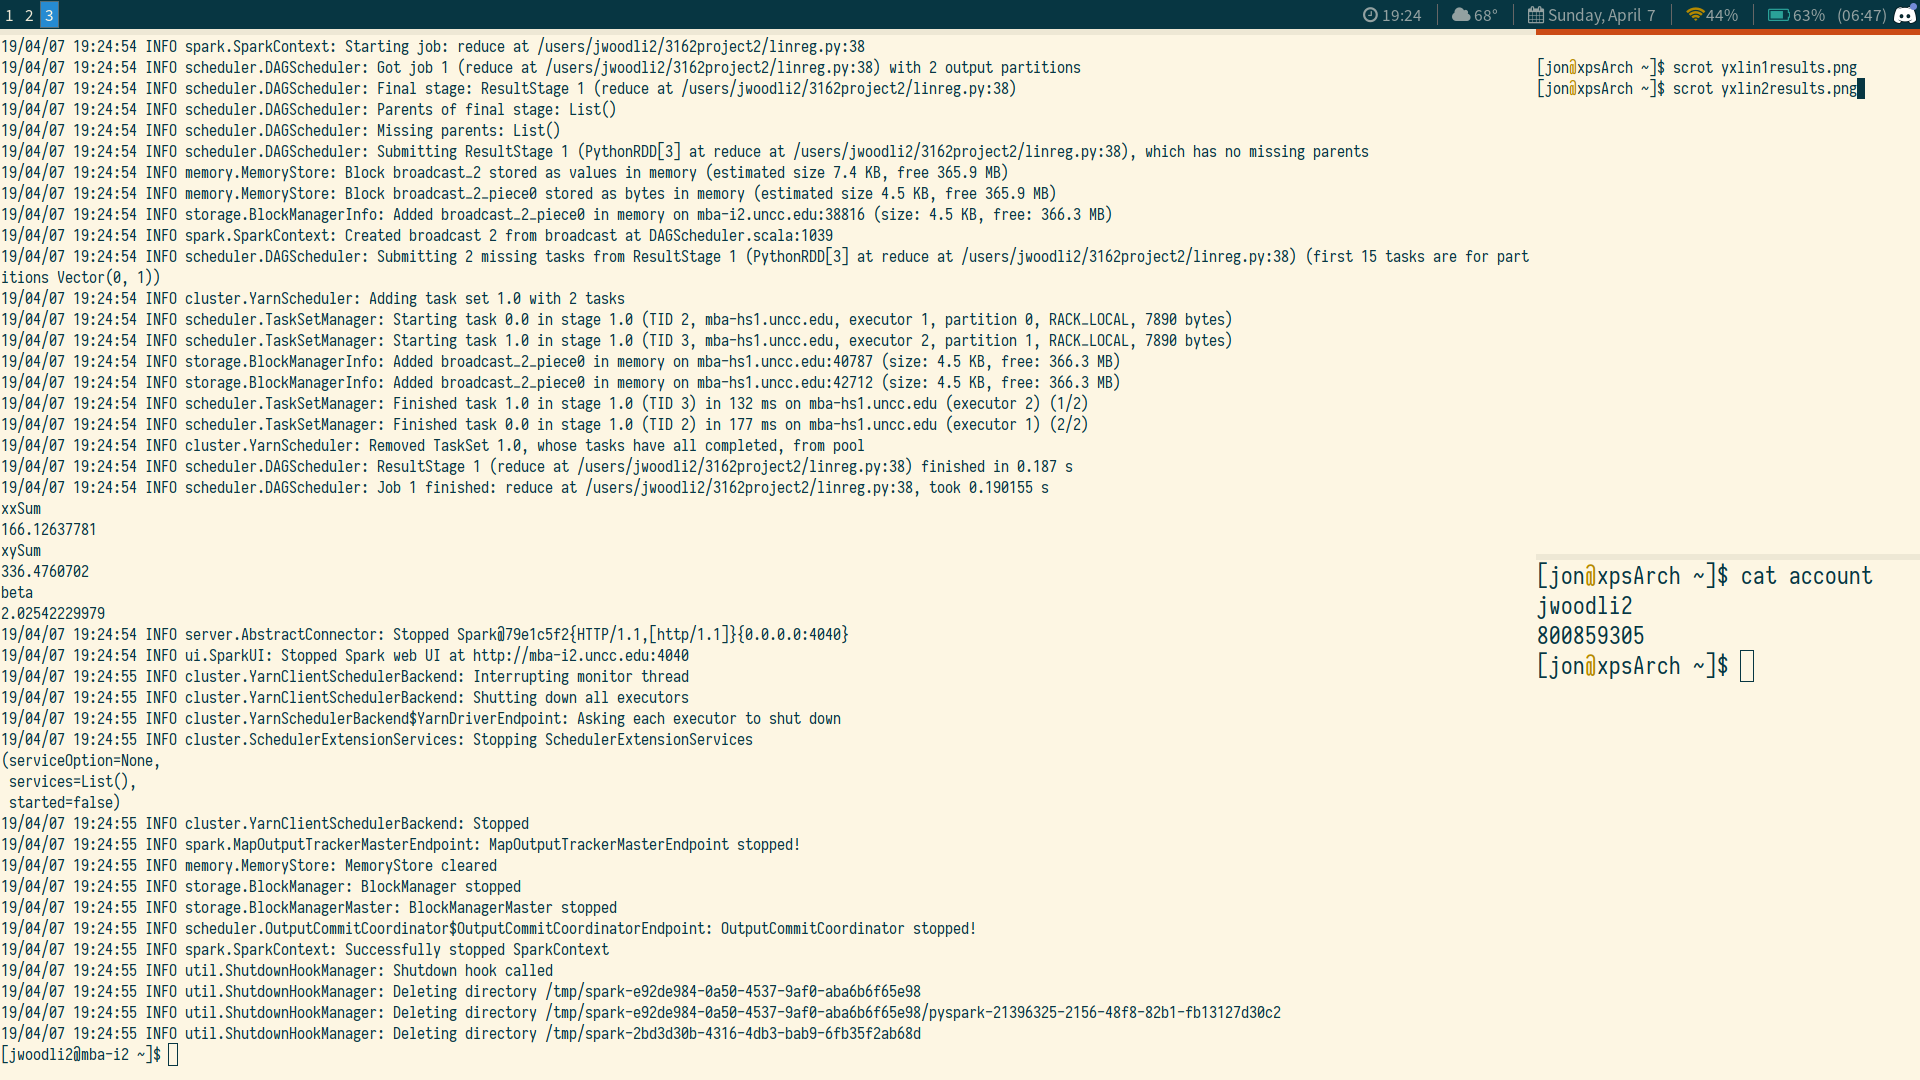 1 2 3
19:24 68° Sunday, April 7 44% 63% (06:47)
19/04/07 19:24:54 INFO spark.SparkContext: Starting job: reduce at /users/jwoodli2/3162project2/linreg.py:38
19/04/07 19:24:54 INFO scheduler.DAGScheduler: Got job 1 (reduce at /users/jwoodli2/3162project2/linreg.py:38) with 2 output partitions
19/04/07 19:24:54 INFO scheduler.DAGScheduler: Final stage: ResultStage 1 (reduce at /users/jwoodli2/3162project2/linreg.py:38)
19/04/07 19:24:54 INFO scheduler.DAGScheduler: Parents of final stage: List()
19/04/07 19:24:54 INFO scheduler.DAGScheduler: Missing parents: List()
19/04/07 19:24:54 INFO scheduler.DAGScheduler: Submitting ResultStage 1 (PythonRDD[3] at reduce at /users/jwoodli2/3162project2/linreg.py:38), which has no missing parents
19/04/07 19:24:54 INFO memory.MemoryStore: Block broadcast_2 stored as values in memory (estimated size 7.4 KB, free 365.9 MB)
19/04/07 19:24:54 INFO memory.MemoryStore: Block broadcast_2_piece0 stored as bytes in memory (estimated size 4.5 KB, free 365.9 MB)
19/04/07 19:24:54 INFO storage.BlockManagerInfo: Added broadcast_2_piece0 in memory on mba-i2.uncc.edu:38816 (size: 4.5 KB, free: 366.3 MB)
19/04/07 19:24:54 INFO spark.SparkContext: Created broadcast 2 from broadcast at DAGScheduler.scala:1039
19/04/07 19:24:54 INFO scheduler.DAGScheduler: Submitting 2 missing tasks from ResultStage 1 (PythonRDD[3] at reduce at /users/jwoodli2/3162project2/linreg.py:38) (first 15 tasks are for part
itions Vector(0, 1))
19/04/07 19:24:54 INFO cluster.YarnScheduler: Adding task set 1.0 with 2 tasks
19/04/07 19:24:54 INFO scheduler.TaskSetManager: Starting task 0.0 in stage 1.0 (TID 2, mba-hs1.uncc.edu, executor 1, partition 0, RACK_LOCAL, 7890 bytes)
19/04/07 19:24:54 INFO scheduler.TaskSetManager: Starting task 1.0 in stage 1.0 (TID 3, mba-hs1.uncc.edu, executor 2, partition 1, RACK_LOCAL, 7890 bytes)
19/04/07 19:24:54 INFO storage.BlockManagerInfo: Added broadcast_2_piece0 in memory on mba-hs1.uncc.edu:40787 (size: 4.5 KB, free: 366.3 MB)
19/04/07 19:24:54 INFO storage.BlockManagerInfo: Added broadcast_2_piece0 in memory on mba-hs1.uncc.edu:42712 (size: 4.5 KB, free: 366.3 MB)
19/04/07 19:24:54 INFO scheduler.TaskSetManager: Finished task 1.0 in stage 1.0 (TID 3) in 132 ms on mba-hs1.uncc.edu (executor 2) (1/2)
19/04/07 19:24:54 INFO scheduler.TaskSetManager: Finished task 0.0 in stage 1.0 (TID 2) in 177 ms on mba-hs1.uncc.edu (executor 1) (2/2)
19/04/07 19:24:54 INFO cluster.YarnScheduler: Removed TaskSet 1.0, whose tasks have all completed, from pool
19/04/07 19:24:54 INFO scheduler.DAGScheduler: ResultStage 1 (reduce at /users/jwoodli2/3162project2/linreg.py:38) finished in 0.187 s
19/04/07 19:24:54 INFO scheduler.DAGScheduler: Job 1 finished: reduce at /users/jwoodli2/3162project2/linreg.py:38, took 0.190155 s
xxSum
166.12637781
xySum
336.4760702
beta
2.02542229979
19/04/07 19:24:54 INFO server.AbstractConnector: Stopped Spark@79e1c5f2{HTTP/1.1,[http/1.1]}{0.0.0.0:4040}
19/04/07 19:24:54 INFO ui.SparkUI: Stopped Spark web UI at http://mba-i2.uncc.edu:4040
19/04/07 19:24:55 INFO cluster.YarnClientSchedulerBackend: Interrupting monitor thread
19/04/07 19:24:55 INFO cluster.YarnClientSchedulerBackend: Shutting down all executors
19/04/07 19:24:55 INFO cluster.YarnSchedulerBackend$YarnDriverEndpoint: Asking each executor to shut down
19/04/07 19:24:55 INFO cluster.SchedulerExtensionServices: Stopping SchedulerExtensionServices
(serviceOption=None,
 services=List(),
 started=false)
19/04/07 19:24:55 INFO cluster.YarnClientSchedulerBackend: Stopped
19/04/07 19:24:55 INFO spark.MapOutputTrackerMasterEndpoint: MapOutputTrackerMasterEndpoint stopped!
19/04/07 19:24:55 INFO memory.MemoryStore: MemoryStore cleared
19/04/07 19:24:55 INFO storage.BlockManager: BlockManager stopped
19/04/07 19:24:55 INFO storage.BlockManagerMaster: BlockManagerMaster stopped
19/04/07 19:24:55 INFO scheduler.OutputCommitCoordinator$OutputCommitCoordinatorEndpoint: OutputCommitCoordinator stopped!
19/04/07 19:24:55 INFO spark.SparkContext: Successfully stopped SparkContext
19/04/07 19:24:55 INFO util.ShutdownHookManager: Shutdown hook called
19/04/07 19:24:55 INFO util.ShutdownHookManager: Deleting directory /tmp/spark-e92de984-0a50-4537-9af0-aba6b6f65e98
19/04/07 19:24:55 INFO util.ShutdownHookManager: Deleting directory /tmp/spark-e92de984-0a50-4537-9af0-aba6b6f65e98/pyspark-21396325-2156-48f8-82b1-fb13127d30c2
19/04/07 19:24:55 INFO util.ShutdownHookManager: Deleting directory /tmp/spark-2bd3d30b-4316-4db3-bab9-6fb35f2ab68d
[jwoodli2@mba-i2 ~]$
[jon@xpsArch ~]$ scrot yxlin1results.png
[jon@xpsArch ~]$ scrot yxlin2results.png
[jon@xpsArch ~]$ cat account
jwoodli2
800859305
[jon@xpsArch ~]$